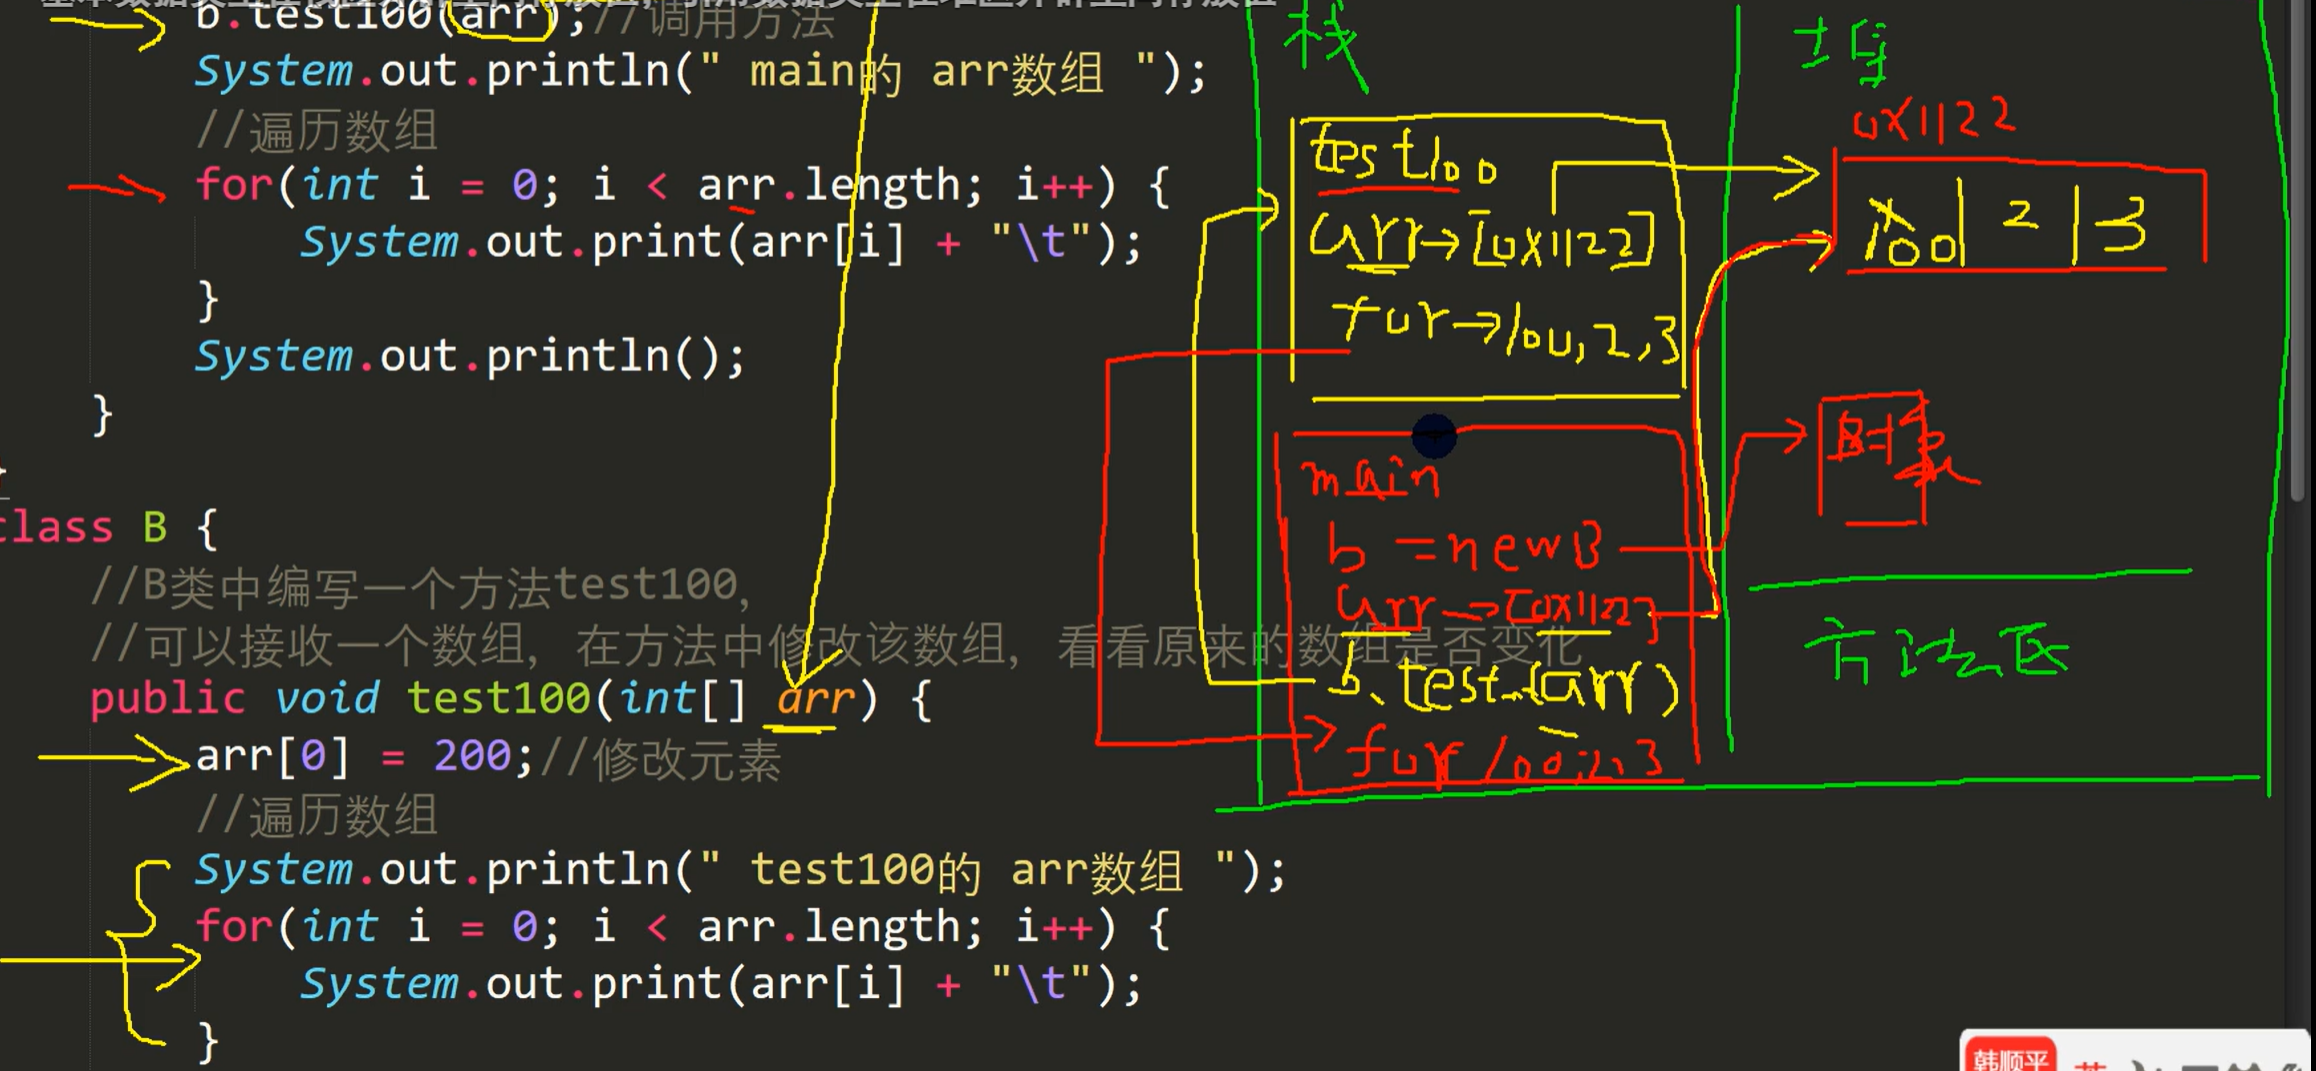 b.test100(arr);//调用方法
System.out.println(" main的 arr数组 ");
//遍历数组
for(int i = 0; i < arr.length; i++) {
System.out.print(arr[i] + "\t");
}
System.out.println();
}
}
class B {
//B类中编写一个方法test100,
//可以接收一个数组, 在方法中修改该数组, 看看原来的数组是否变化
public void test100(int[] arr) {
arr[0] = 200;//修改元素
//遍历数组
System.out.println(" test100的 arr数组 ");
for(int i = 0; i < arr.length; i++) {
System.out.print(arr[i] + "\t");
}
栈
test100
arr→[0x1122]
for→100,2,3
main
b =new B
arr→[0x1122]
b.test..(arr)
for 100,2,3
堆
0x1122
100 | 2 | 3
B对象
方法区
韩顺平